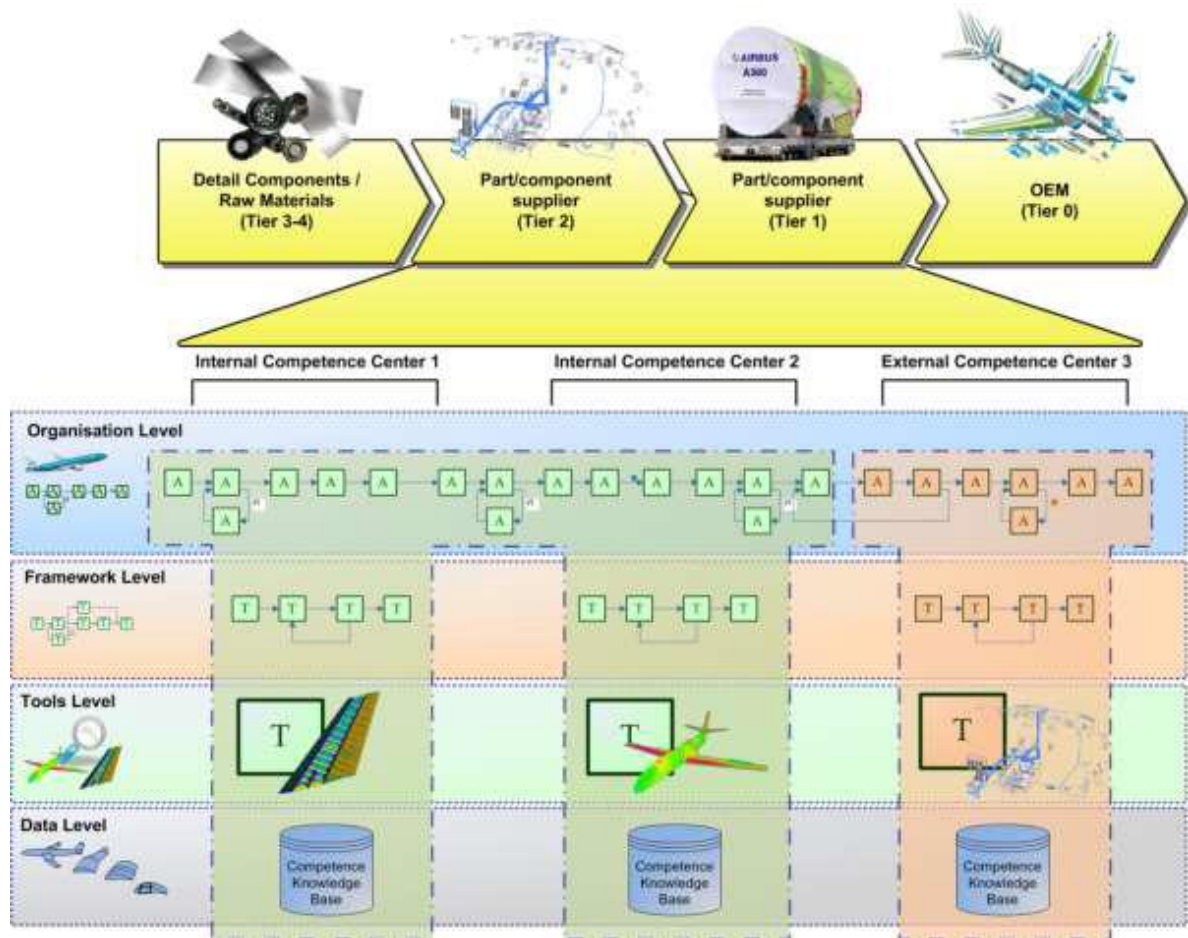 AIRBUS
A380
Detail Components /
Raw Materials
(Tier 3-4)
Part/component
supplier
(Tier 2)
Part/component
supplier
(Tier 1)
OEM
(Tier 0)
Internal Competence Center 1
Internal Competence Center 2
External Competence Center 3
Organisation Level
A A A A A A A A A A A A A A A A A A A
A A A A
Framework Level
T T T T T T T T T T T T
Tools Level
T T T
Data Level
Competence
Knowledge
Base
Competence
Knowledge
Base
Competence
Knowledge
Base